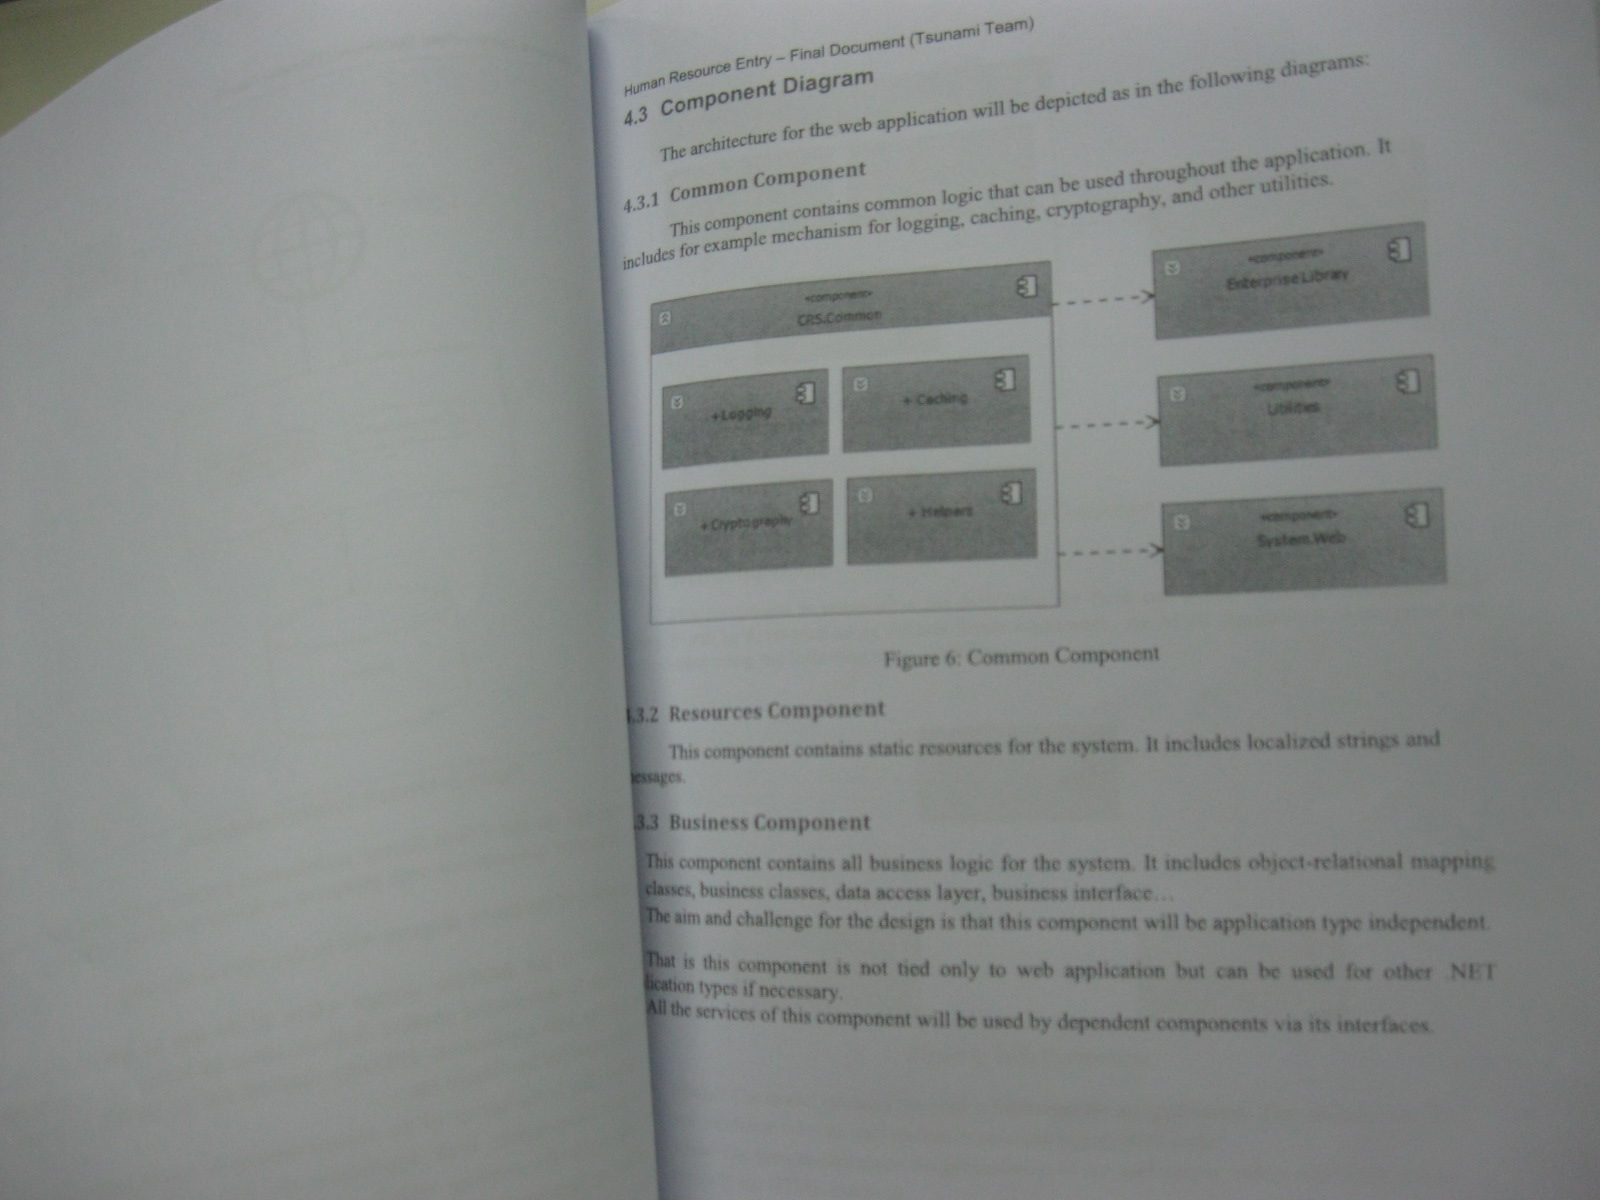 Human Resource Entry – Final Document (Tsunami Team)
4.3 Component Diagram
The architecture for the web application will be depicted as in the following diagrams:
4.3.1 Common Component
This component contains common logic that can be used throughout the application. It
includes for example mechanism for logging, caching, cryptography, and other utilities.
«component»
CRS.Common
+ Logging
+ Caching
+ Cryptography
+ Helpers
«component»
Enterprise Library
«component»
Utilities
«component»
System.Web
Figure 6: Common Component
.3.2 Resources Component
This component contains static resources for the system. It includes localized strings and
essages.
3.3 Business Component
This component contains all business logic for the system. It includes object-relational mapping
classes, business classes, data access layer, business interface…
The aim and challenge for the design is that this component will be application type independent.
That is this component is not tied only to web application but can be used for other .NET
lication types if necessary.
All the services of this component will be used by dependent components via its interfaces.